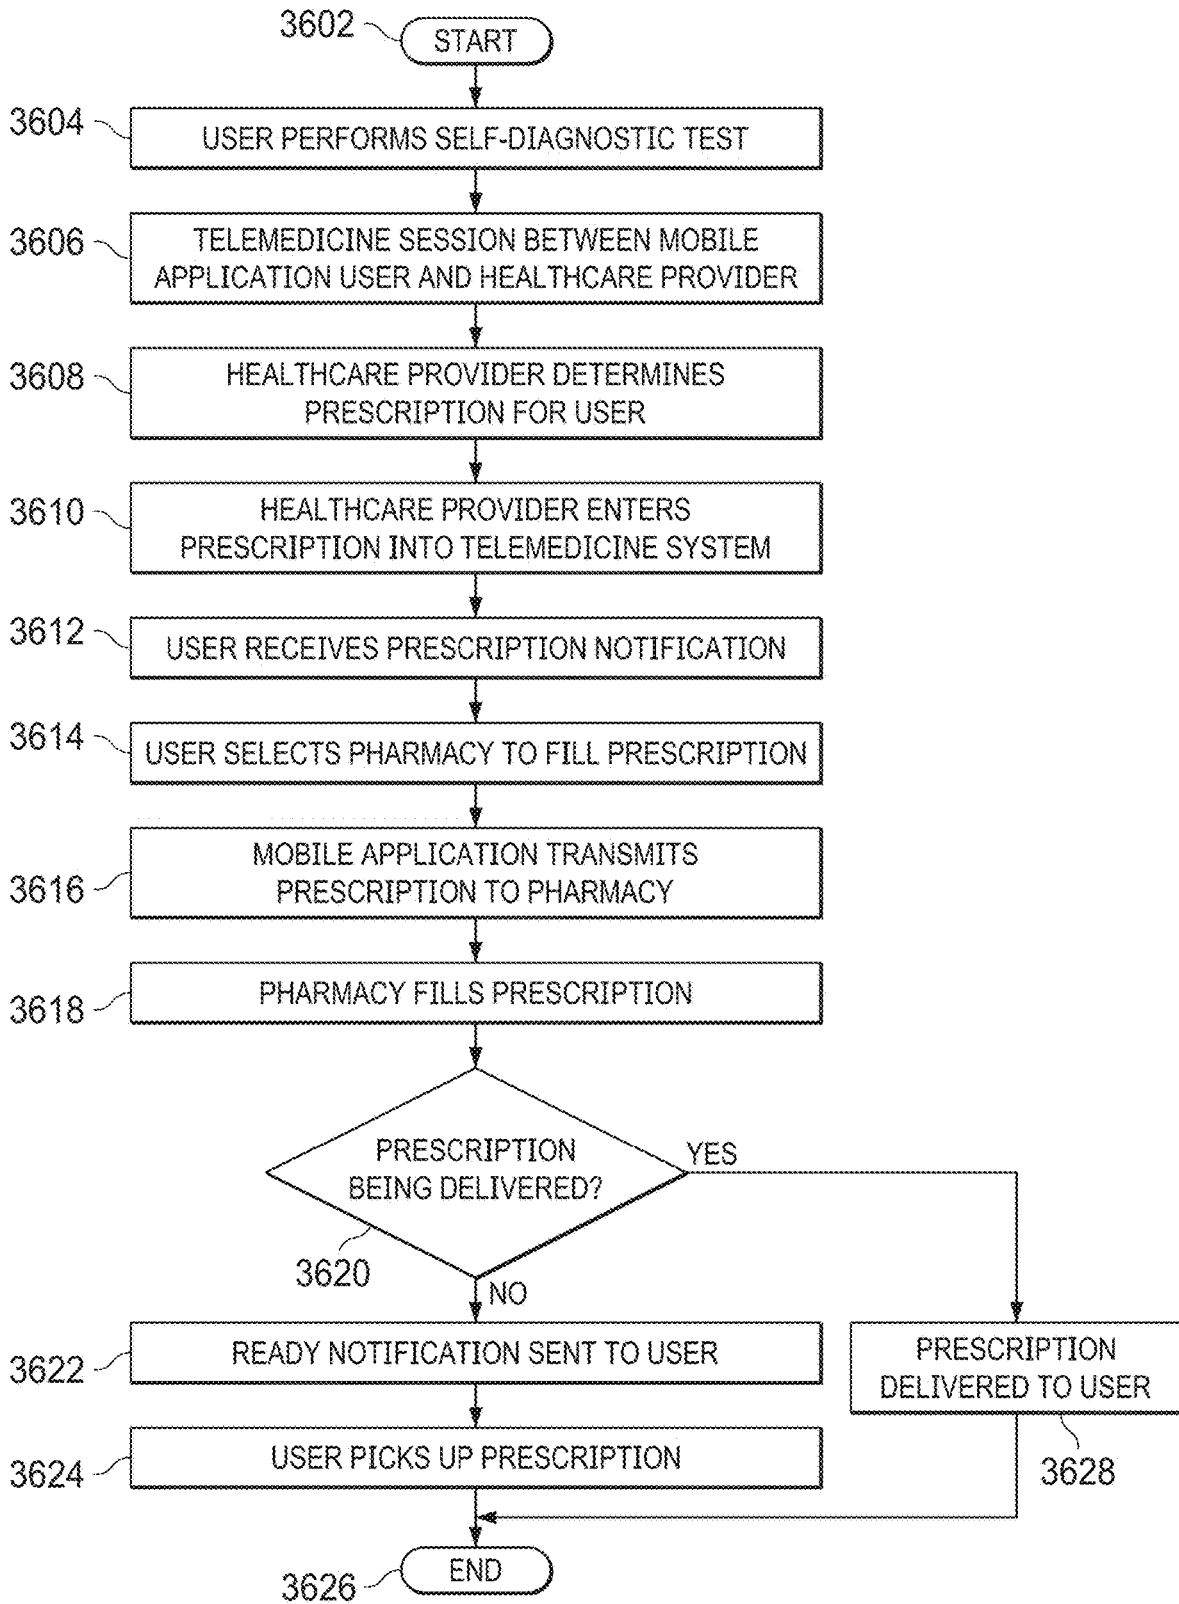 3602
START
3604
USER PERFORMS SELF-DIAGNOSTIC TEST
3606
TELEMEDICINE SESSION BETWEEN MOBILE
APPLICATION USER AND HEALTHCARE PROVIDER
3608
HEALTHCARE PROVIDER DETERMINES
PRESCRIPTION FOR USER
3610
HEALTHCARE PROVIDER ENTERS
PRESCRIPTION INTO TELEMEDICINE SYSTEM
3612
USER RECEIVES PRESCRIPTION NOTIFICATION
3614
USER SELECTS PHARMACY TO FILL PRESCRIPTION
3616
MOBILE APPLICATION TRANSMITS
PRESCRIPTION TO PHARMACY
3618
PHARMACY FILLS PRESCRIPTION
PRESCRIPTION
BEING DELIVERED?
YES
3620
NO
3622
READY NOTIFICATION SENT TO USER
PRESCRIPTION
DELIVERED TO USER
3624
USER PICKS UP PRESCRIPTION
3628
END
3626